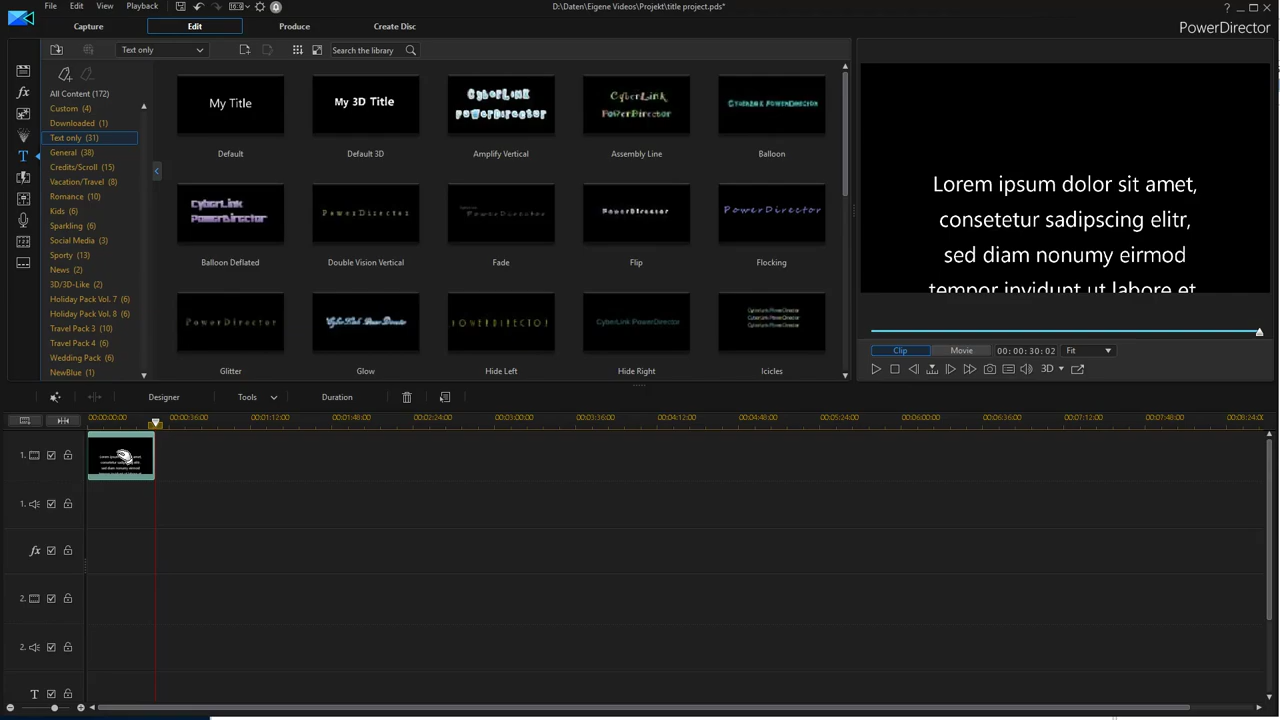 File Edit View Playback D:\Daten\Eigene Videos\Projekt\title project.pds*
Capture Edit Produce Create Disc PowerDirector
Text only Search the library
All Content (172)
Custom (4)
Downloaded (1)
Text only (31)
General (38)
Credits/Scroll (15)
Vacation/Travel (8)
Romance (10)
Kids (6)
Sparkling (6)
Social Media (3)
Sporty (13)
News (2)
3D/3D-Like (2)
Holiday Pack Vol. 7 (6)
Holiday Pack Vol. 8 (6)
Travel Pack 3 (10)
Travel Pack 4 (6)
Wedding Pack (6)
NewBlue (1)
My Title
My 3D Title
CyberLink
PowerDirector
CyberLink
PowerDirector
CYBERLINK POWERDIRECTOR
Default Default 3D Amplify Vertical Assembly Line Balloon
CyberLink
PowerDirector
PowerDirector
PowerDirector
PowerDirector
PowerDirector
Balloon Deflated Double Vision Vertical Fade Flip Flocking
PowerDirector
CyberLink PowerDirector
POWERDIRECTOR
CyberLink PowerDirector
CyberLink PowerDirector
CyberLink PowerDirector
CyberLink PowerDirector
Glitter Glow Hide Left Hide Right Icicles
Lorem ipsum dolor sit amet,
consetetur sadipscing elitr,
sed diam nonumy eirmod
tempor invidunt ut labore et
Clip Movie 00:00:30:02 Fit
3D
Designer Tools Duration
00:00:00:00 00:00:36:00 00:01:12:00 00:01:48:00 00:02:24:00 00:03:00:00 00:03:36:00 00:04:12:00 00:04:48:00 00:05:24:00 00:06:00:00 00:06:36:00 00:07:12:00 00:07:48:00 00:08:24:00
1.
1.
fx
2.
2.
T